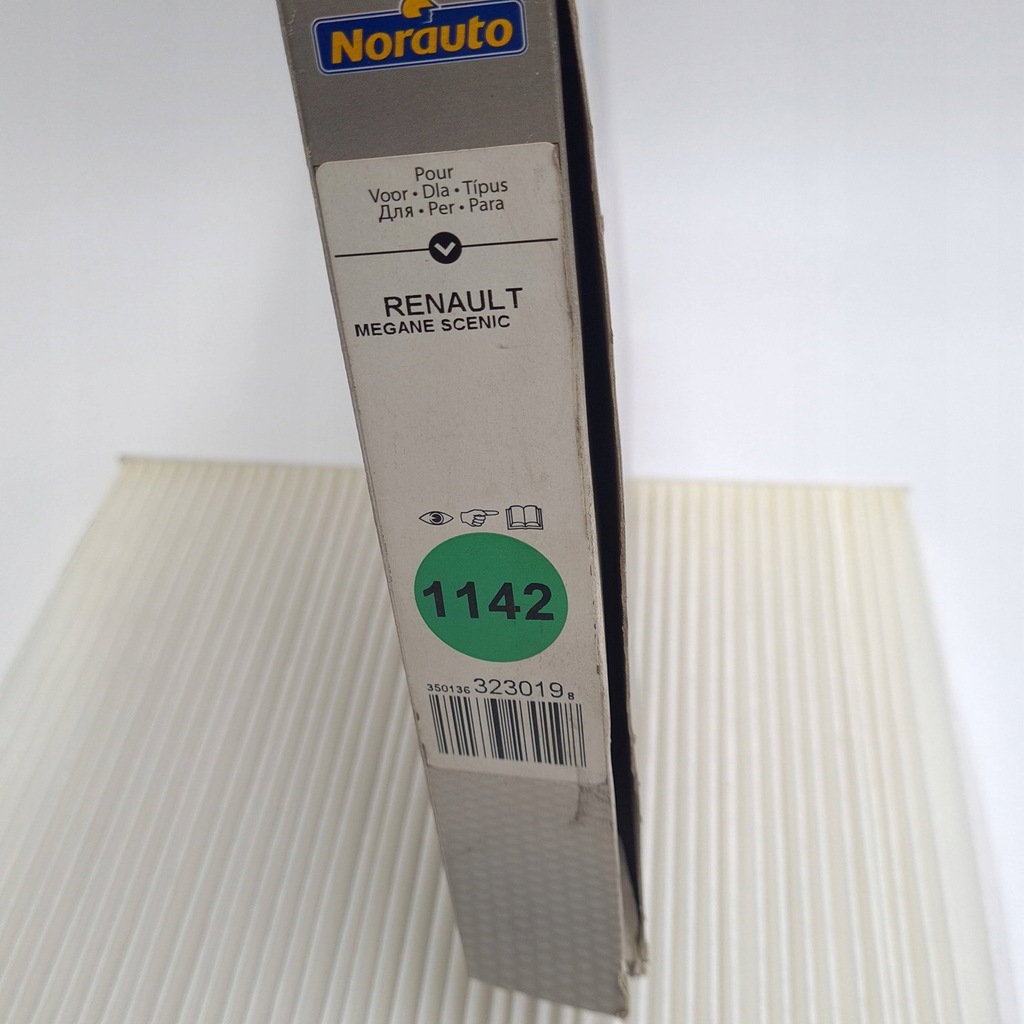 Norauto
Pour
Voor • Dla • Típus
Для • Per • Para
RENAULT
MEGANE SCENIC
1142
350136 323019 8